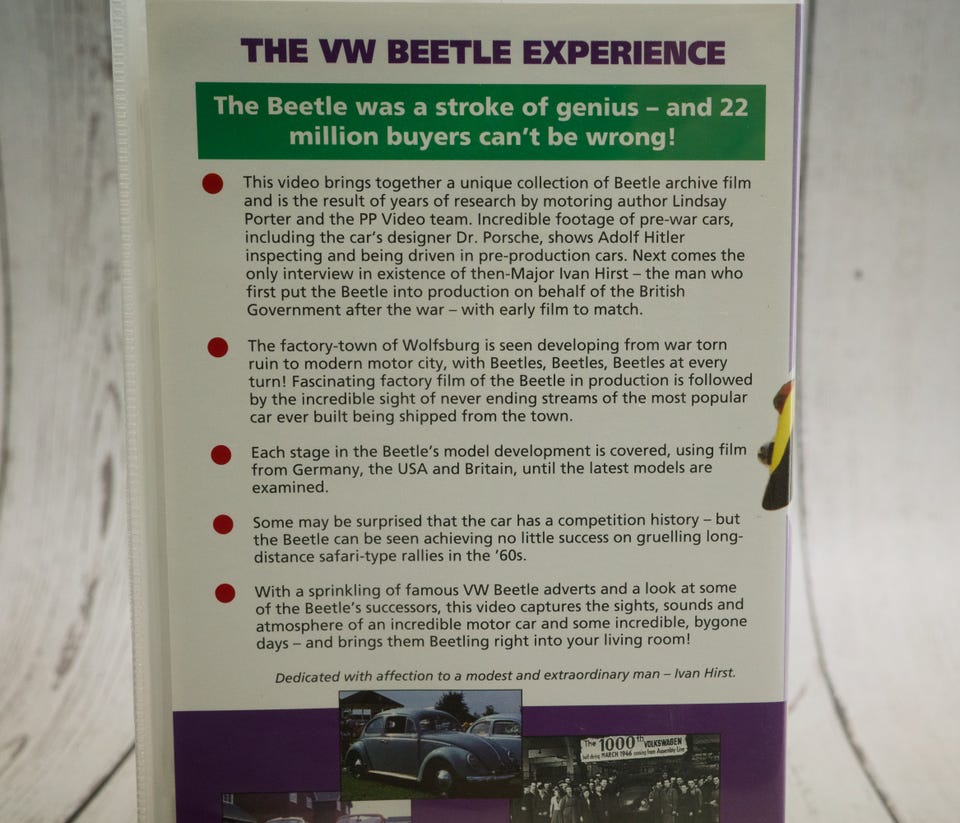 THE VW BEETLE EXPERIENCE
The Beetle was a stroke of genius – and 22
million buyers can't be wrong!
This video brings together a unique collection of Beetle archive film
and is the result of years of research by motoring author Lindsay
Porter and the PP Video team. Incredible footage of pre-war cars,
including the car's designer Dr. Porsche, shows Adolf Hitler
inspecting and being driven in pre-production cars. Next comes the
only interview in existence of then-Major Ivan Hirst – the man who
first put the Beetle into production on behalf of the British
Government after the war – with early film to match.
The factory-town of Wolfsburg is seen developing from war torn
ruin to modern motor city, with Beetles, Beetles, Beetles at every
turn! Fascinating factory film of the Beetle in production is followed
by the incredible sight of never ending streams of the most popular
car ever built being shipped from the town.
Each stage in the Beetle's model development is covered, using film
from Germany, the USA and Britain, until the latest models are
examined.
Some may be surprised that the car has a competition history – but
the Beetle can be seen achieving no little success on gruelling long-
distance safari-type rallies in the '60s.
With a sprinkling of famous VW Beetle adverts and a look at some
of the Beetle's successors, this video captures the sights, sounds and
atmosphere of an incredible motor car and some incredible, bygone
days – and brings them Beetling right into your living room!
Dedicated with affection to a modest and extraordinary man – Ivan Hirst.
The 1000th VOLKSWAGEN
built during MARCH 1946 coming from Assembly Line